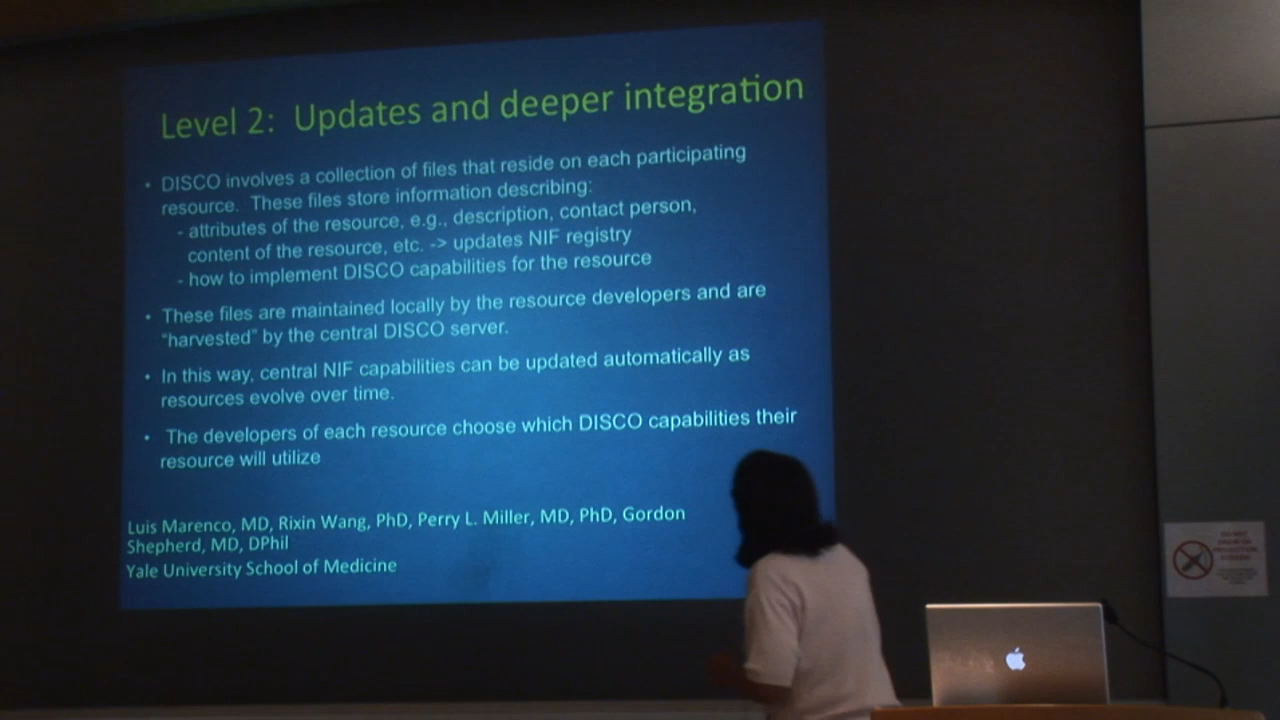 Level 2: Updates and deeper integration
• DISCO involves a collection of files that reside on each participating
resource. These files store information describing:
- attributes of the resource, e.g., description, contact person,
content of the resource, etc. -> updates NIF registry
- how to implement DISCO capabilities for the resource
• These files are maintained locally by the resource developers and are
"harvested" by the central DISCO server.
• In this way, central NIF capabilities can be updated automatically as
resources evolve over time.
• The developers of each resource choose which DISCO capabilities their
resource will utilize
Luis Marenco, MD, Rixin Wang, PhD, Perry L. Miller, MD, PhD, Gordon
Shepherd, MD, DPhil
Yale University School of Medicine